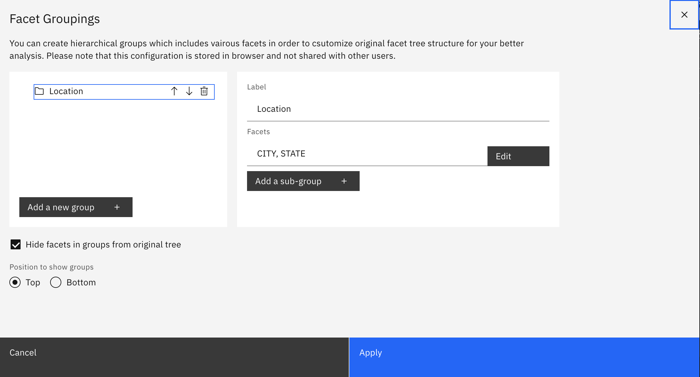 Facet Groupings
You can create hierarchical groups which includes vairous facets in order to csutomize original facet tree structure for your better
analysis. Please note that this configuration is stored in browser and not shared with other users.
Location
Add a new group +
Label
Location
Facets
CITY, STATE
Edit
Add a sub-group +
Hide facets in groups from original tree
Position to show groups
Top Bottom
Cancel
Apply